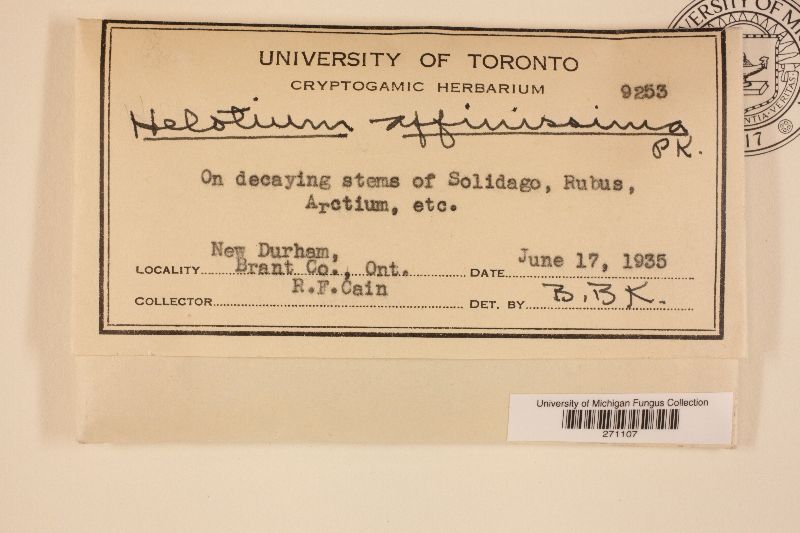 UNIVERSITY OF TORONTO
CRYPTOGAMIC HERBARIUM
9253
Helotium affinissima
PK.
On decaying stems of Solidago, Rubus,
Arctium, etc.
New Durham,
LOCALITY Brant Co., Ont. DATE June 17, 1935
R.F.Cain
COLLECTOR DET. BY B.B K.
University of Michigan Fungus Collection
271107
17